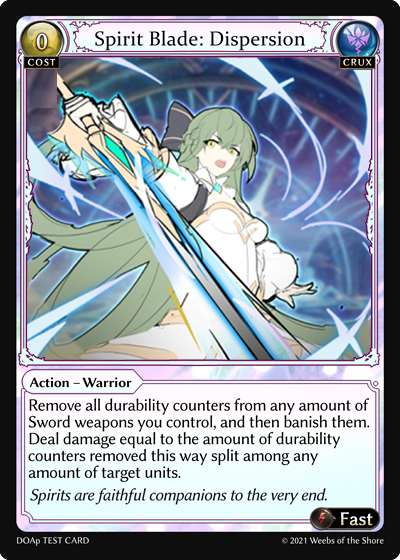 0
COST
Spirit Blade: Dispersion
CRUX
Action – Warrior
Remove all durability counters from any amount of
Sword weapons you control, and then banish them.
Deal damage equal to the amount of durability
counters removed this way split among any
amount of target units.
Spirits are faithful companions to the very end.
Fast
DOAp TEST CARD
© 2021 Weebs of the Shore